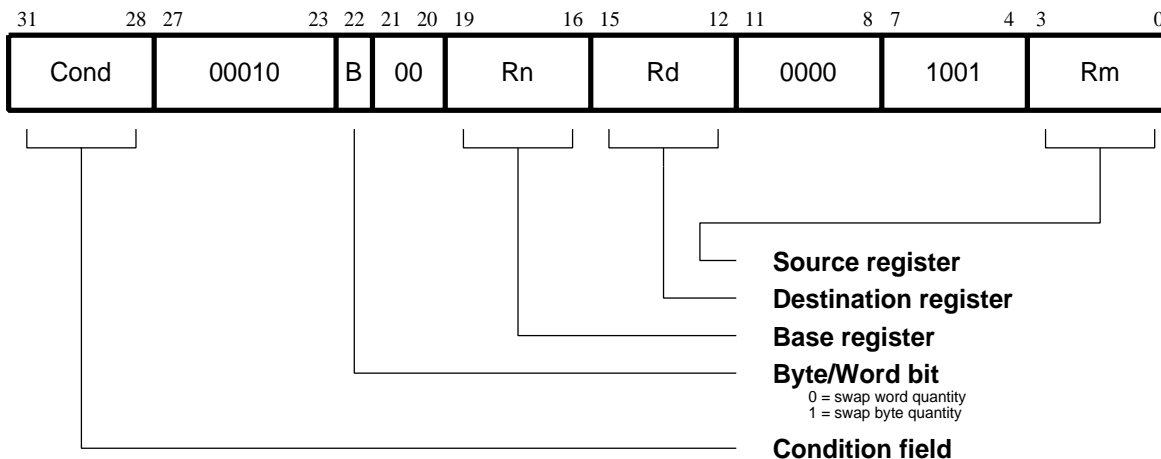 31 28 27 23 22 21 20 19 16 15 12 11 8 7 4 3 0
Cond 00010 B 00 Rn Rd 0000 1001 Rm
Source register
Destination register
Base register
Byte/Word bit
0 = swap word quantity
1 = swap byte quantity
Condition field